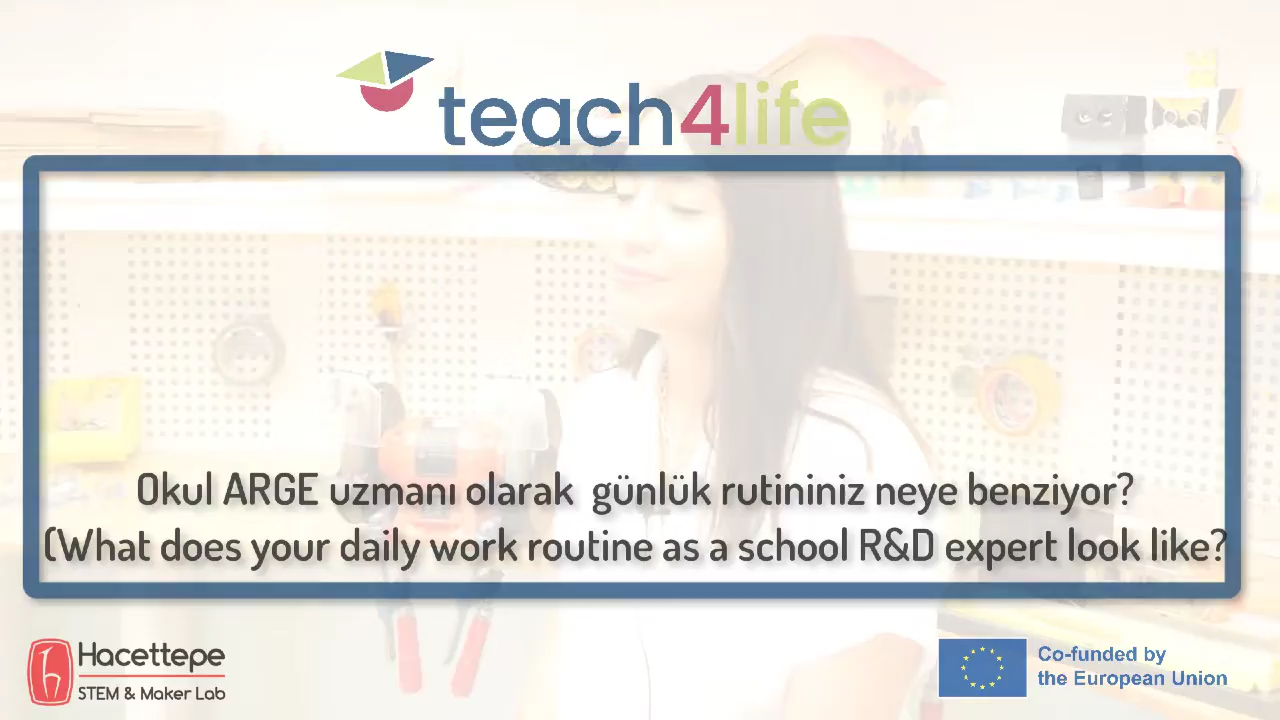 teach4life
Okul ARGE uzmanı olarak günlük rutininiz neye benziyor?
(What does your daily work routine as a school R&D expert look like?
Hacettepe
STEM & Maker Lab
Co-funded by
the European Union